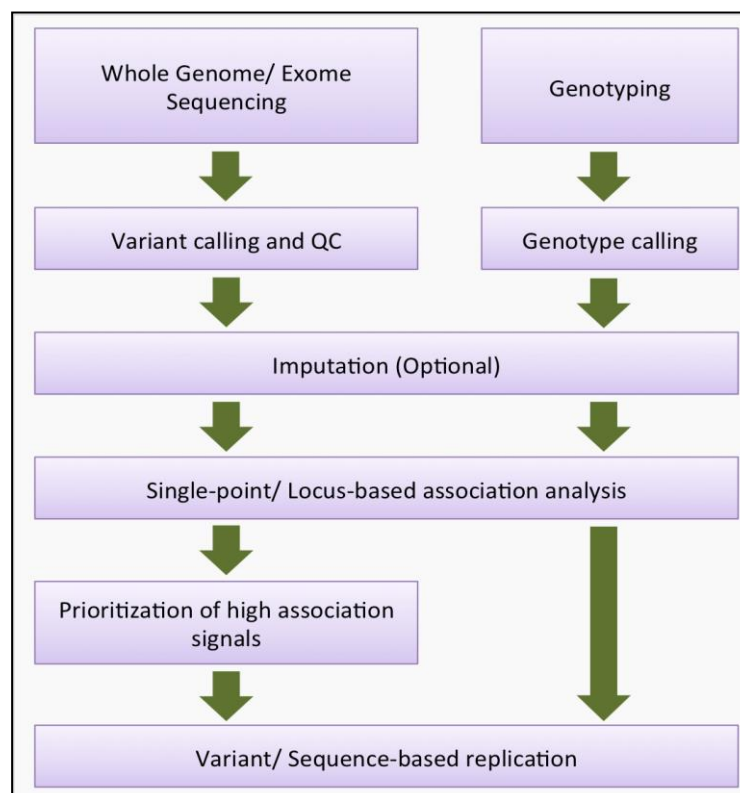 Whole Genome/ Exome
Sequencing
Genotyping
Variant calling and QC
Genotype calling
Imputation (Optional)
Single-point/ Locus-based association analysis
Prioritization of high association
signals
Variant/ Sequence-based replication